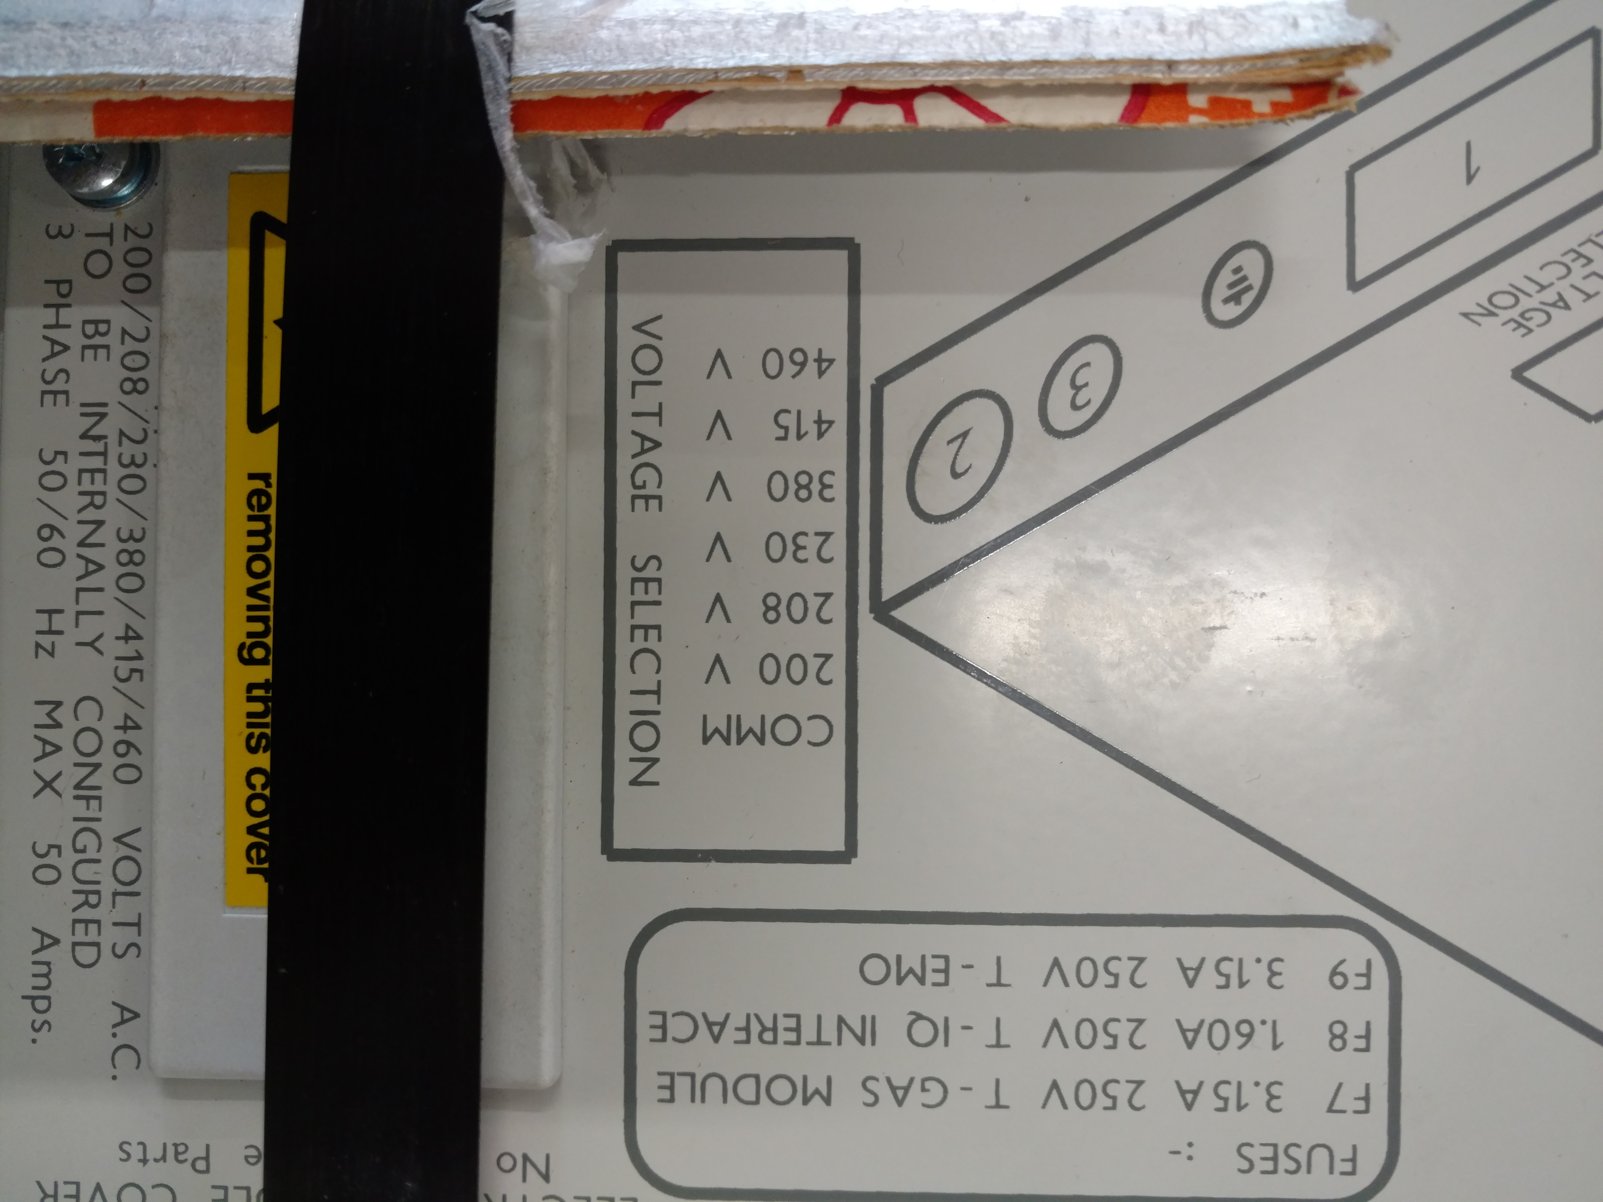 200/208/230/380/415/460 VOLTS A.C.
TO BE INTERNALLY CONFIGURED
3 PHASE 50/60 Hz MAX 50 Amps.
removing this cover
VOLTAGE SELECTION
460 V
415 V
380 V
230 V
208 V
200 V
COMM
1
2
3
SELECTION
FUSES :-
F7 3.15A 250V T-GAS MODULE
F8 1.60A 250V T-IQ INTERFACE
F9 3.15A 250V T-EMO
No
Parts
COVER